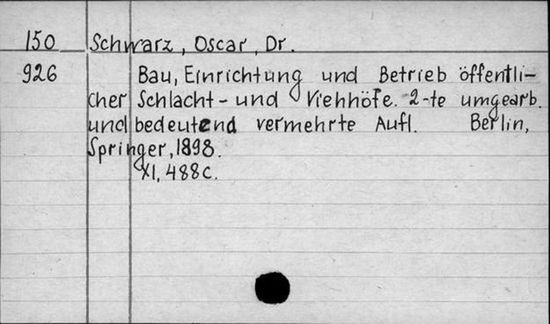 150 Schwarz, Oscar, Dr.
926 Bau, Einrichtung und Betrieb öffentli-
cher Schlacht- und Viehhöfe. 2-te umgearb.
und bedeutend vermehrte Aufl. Berlin,
Springer, 1898.
XI, 488 c.